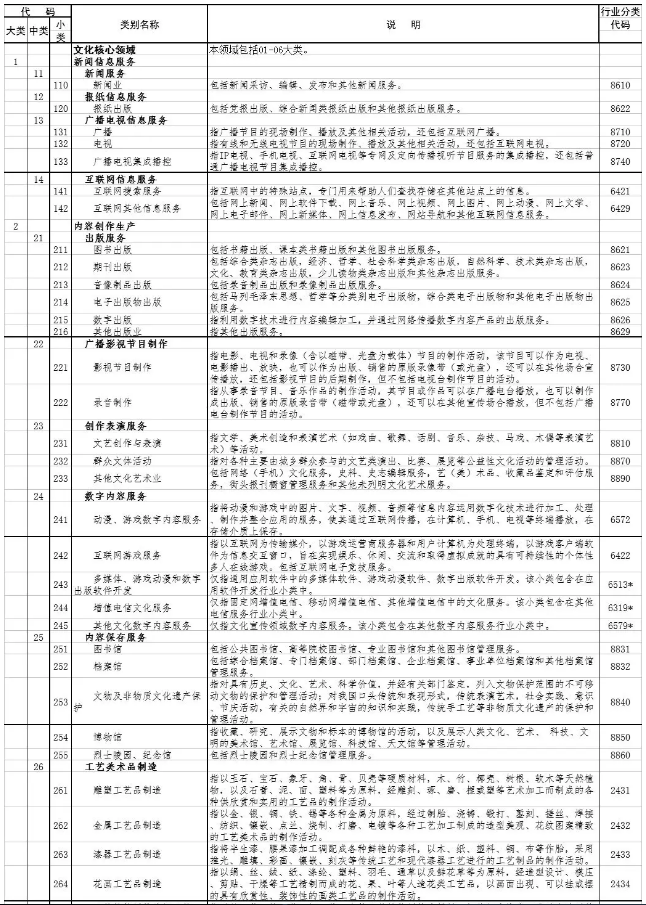 代 码 类别名称 说 明 行业分类
大类 中类 小 代码
类
文化核心领域 本领域包括01-06大类。
1 新闻信息服务
11 新闻服务
110 新闻业 包括新闻采访、编辑、发布和其他新闻服务。 8610
12 报纸信息服务
120 报纸出版 包括党报出版、综合新闻类报纸出版和其他报纸出版服务。 8622
13 广播电视信息服务
131 广播 指广播节目的现场制作、播放及其他相关活动，还包括互联网广播。 8710
132 电视 指有线和无线电视节目的现场制作、播放及其他相关活动，还包括互联网电视。 8720
133 广播电视集成播控 指IP电视、手机电视、互联网电视等专网及定向传播视听节目服务的集成播控，还包括普 8740
通广播电视节目集成播控。
14 互联网信息服务
141 互联网搜索服务 指互联网中的特殊站点，专门用来帮助人们查找存储在其他站点上的信息。 6421
142 互联网其他信息服务 包括网上新闻、网上软件下载、网上音乐、网上视频、网上图片、网上动漫、网上文学、 6429
网上电子邮件、网上新媒体、网上信息发布、网站导航和其他互联网信息服务。
2 内容创作生产
21 出版服务
211 图书出版 包括书籍出版、课本类书籍出版和其他图书出版服务。 8621
212 期刊出版 包括综合类杂志出版，经济、哲学、社会科学类杂志出版，自然科学、技术类杂志出版， 8623
文化、教育类杂志出版，少儿读物类杂志出版和其他杂志出版服务。
213 音像制品出版 包括录音制品出版和录像制品出版服务。 8624
214 电子出版物出版 包括马列毛泽东思想、哲学等分类别电子出版物，综合类电子出版物和其他电子出版物出 8625
版服务。
215 数字出版 指利用数字技术进行内容编辑加工，并通过网络传播数字内容产品的出版服务。 8626
216 其他出版业 指其他出版服务。 8629
22 广播影视节目制作
221 影视节目制作 指电影、电视和录像（含以磁带、光盘为载体）节目的制作活动，该节目可以作为电视、 8730
电影播出、放映，也可以作为出版、销售的原版录像带（或光盘），还可以在其他场合宣
传播放，还包括影视节目的后期制作，但不包括电视台制作节目的活动。
222 录音制作 指从事录音节目、音乐作品的制作活动，其节目或作品可以在广播电台播放，也可以制作 8770
成出版、销售的原版录音带（磁带或光盘），还可以在其他宣传场合播放，但不包括广播
电台制作节目的活动。
23 创作表演服务
231 文艺创作与表演 指文学、美术创造和表演艺术（如戏曲、歌舞、话剧、音乐、杂技、马戏、木偶等表演艺 8810
术）等活动。
232 群众文体活动 指对各种主要由城乡群众参与的文艺类演出、比赛、展览等公益性文化活动的管理活动。 8870
233 其他文化艺术业 包括网络（手机）文化服务，史料、史志编辑服务，艺（美）术品、收藏品鉴定和评估服 8890
务，街头报刊橱窗管理服务和其他未列明文化艺术服务。
24 数字内容服务
241 动漫、游戏数字内容服务 指将动漫和游戏中的图片、文字、视频、音频等信息内容运用数字化技术进行加工、处理 6572
、制作并整合应用的服务，使其通过互联网传播，在计算机、手机、电视等终端播放，在
存储介质上保存。
242 互联网游戏服务 指以互联网为传输媒介，以游戏运营商服务器和用户计算机为处理终端，以游戏客户端软 6422
件为信息交互窗口，旨在实现娱乐、休闲、交流和取得虚拟成就的具有可持续性的个体性
多人在线游戏。包括互联网电子竞技服务。
243 多媒体、游戏动漫和数字 仅指通用应用软件中的多媒体软件、游戏动漫软件、数字出版软件开发。该小类包含在应 6513*
出版软件开发 用软件开发行业小类中。
244 增值电信文化服务 仅指固定网增值电信、移动网增值电信、其他增值电信中的文化服务。该小类包含在其他 6319*
电信服务行业小类中。
245 其他文化数字内容服务 仅指文化宣传领域数字内容服务。该小类包含在其他数字内容服务行业小类中。 6579*
25 内容保存服务
251 图书馆 包括公共图书馆、高等院校图书馆、专业图书馆和其他图书馆管理服务。 8831
252 档案馆 包括综合档案馆、专门档案馆、部门档案馆、企业档案馆、事业单位档案馆和其他档案馆 8832
管理服务。
253 文物及非物质文化遗产保 指对具有历史、文化、艺术、科学价值，并经有关部门鉴定，列入文物保护范围的不可移 8840
护 动文物的保护和管理活动；对我国口头传统和表现形式，传统表演艺术，社会实践、意识
、节庆活动，有关的自然界和宇宙的知识和实践，传统手工艺等非物质文化遗产的保护和
管理活动。
254 博物馆 指收藏、研究、展示文物和标本的博物馆的活动，以及展示人类文化、艺术、 科技、文 8850
明的美术馆、艺术馆、展览馆、科技馆、天文馆等管理活动。
255 烈士陵园、纪念馆 包括烈士陵园和烈士纪念馆管理服务。 8860
26 工艺美术品制造
261 雕塑工艺品制造 指以玉石、宝石、象牙、角、骨、贝壳等硬质材料，木、竹、椰壳、树根、软木等天然植 2431
物，以及石膏、泥、面、塑料等为原料，经雕刻、琢、磨、捏或塑等艺术加工而制成的各
种供欣赏和实用的工艺品的制作活动。
262 金属工艺品制造 指以金、银、铜、铁、锡等各种金属为原料，经过制胎、浇铸、锻打、錾刻、搓丝、焊接 2432
、纺织、镶嵌、点兰、烧制、打磨、电镀等各种工艺加工制成的造型美观、花纹图案精致
的工艺美术品的制作活动。
263 漆器工艺品制造 指将半生漆、腰果漆加工调配成各种鲜艳的漆料，以木、纸、塑料、铜、布等作胎，采用 2433
推光、雕填、彩画、镶嵌、刻灰等传统工艺和现代漆器工艺进行的工艺制品的制作活动。
264 花画工艺品制造 指以绢、丝、绒、纸、涤纶、塑料、羽毛、通草以及鲜花草等为原料，经造型设计、模压 2434
、剪贴、干燥等工艺精制而成的花、果、叶等人造花类工艺品，以画面出现、可以挂或摆
的具有欣赏性、装饰性的画类工艺品的制作活动。